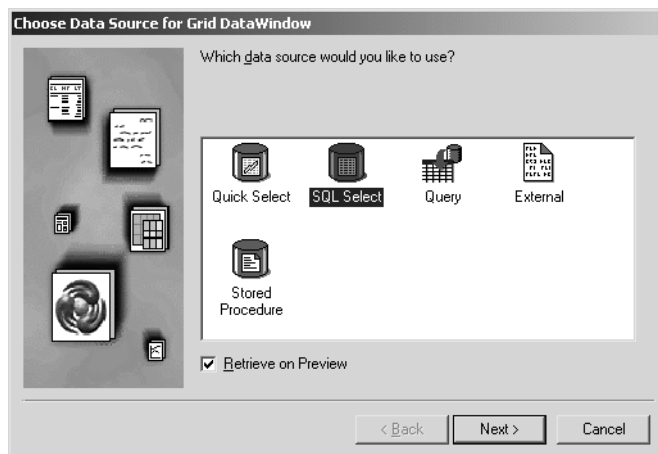 Choose Data Source for Grid DataWindow
Which data source would you like to use?
Quick Select
SQL Select
Query
External
Stored
Procedure
Retrieve on Preview
< Back
Next >
Cancel